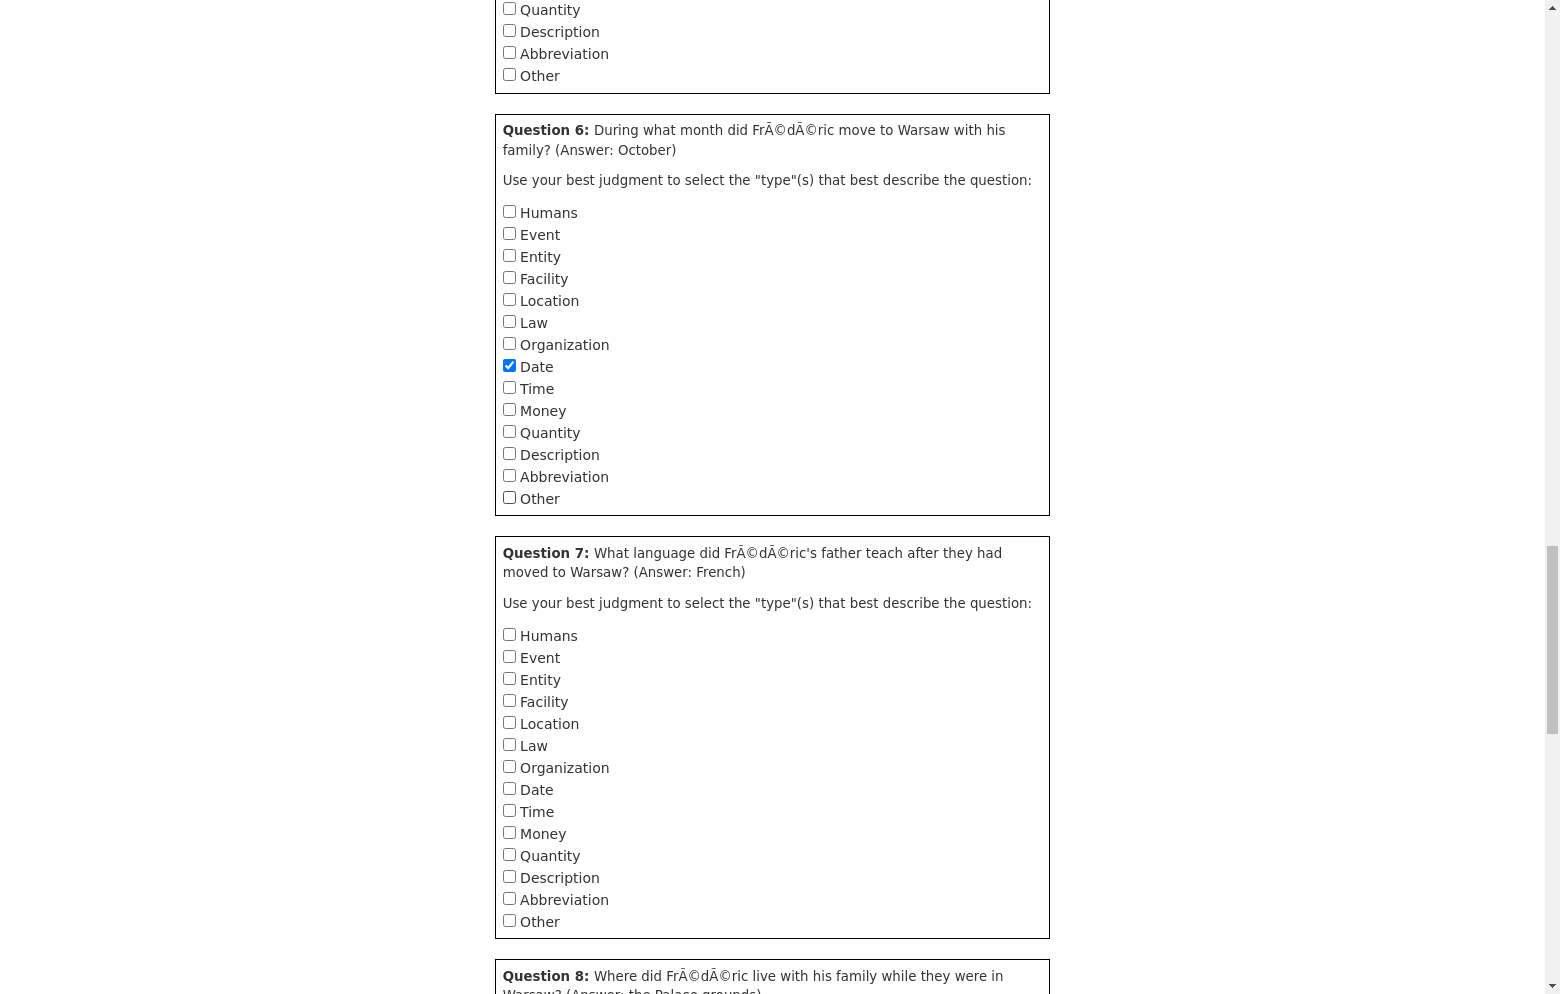 Quantity
Description
Abbreviation
Other
Question 6: During what month did FrÃ©dÃ©ric move to Warsaw with his
family? (Answer: October)
Use your best judgment to select the "type"(s) that best describe the question:
Humans
Event
Entity
Facility
Location
Law
Organization
Date
Time
Money
Quantity
Description
Abbreviation
Other
Question 7: What language did FrÃ©dÃ©ric's father teach after they had
moved to Warsaw? (Answer: French)
Use your best judgment to select the "type"(s) that best describe the question:
Humans
Event
Entity
Facility
Location
Law
Organization
Date
Time
Money
Quantity
Description
Abbreviation
Other
Question 8: Where did FrÃ©dÃ©ric live with his family while they were in
Warsaw? (Answer: the Palace grounds)